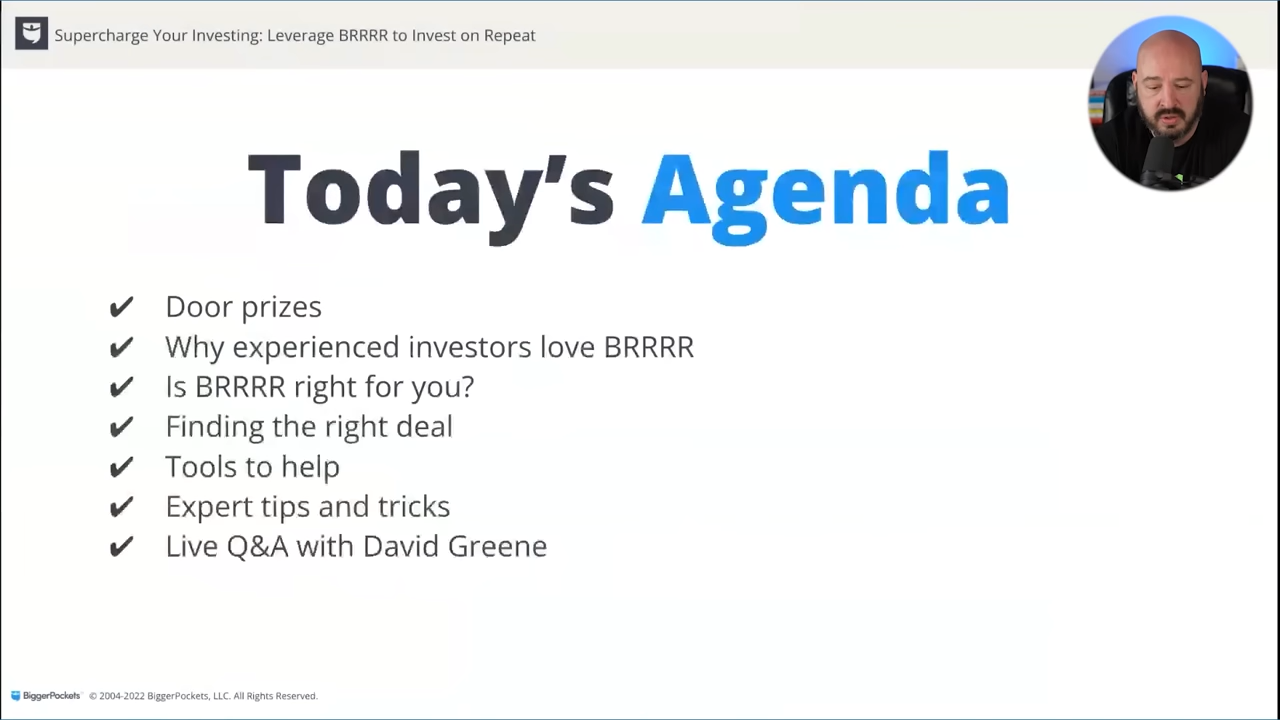 Supercharge Your Investing: Leverage BRRRR to Invest on Repeat
Today's Agenda
✔ Door prizes
✔ Why experienced investors love BRRRR
✔ Is BRRRR right for you?
✔ Finding the right deal
✔ Tools to help
✔ Expert tips and tricks
✔ Live Q&A with David Greene
BiggerPockets © 2004-2022 BiggerPockets, LLC. All Rights Reserved.